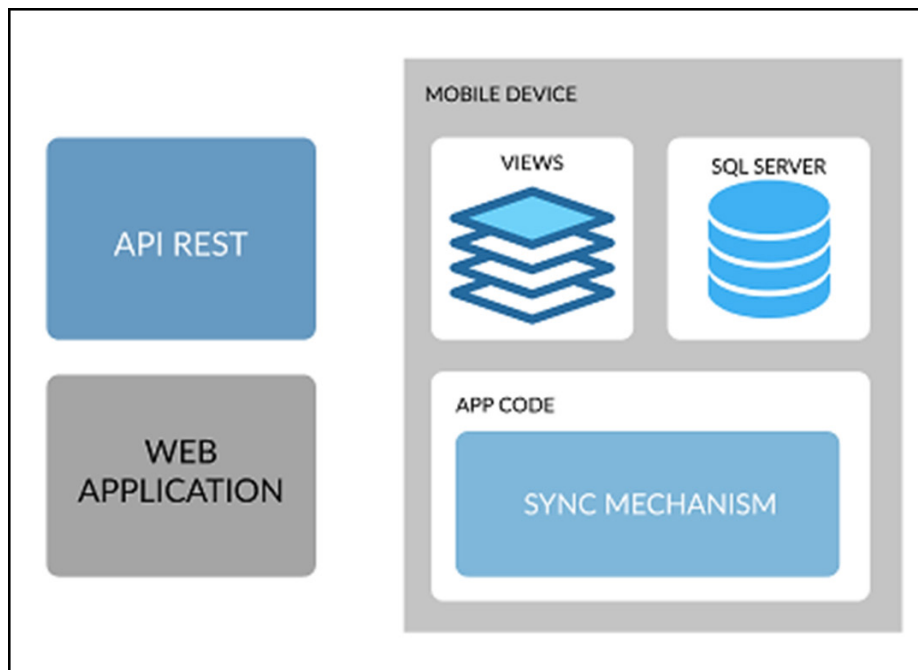 MOBILE DEVICE
VIEWS
SQL SERVER
API REST
APP CODE
WEB
APPLICATION
SYNC MECHANISM